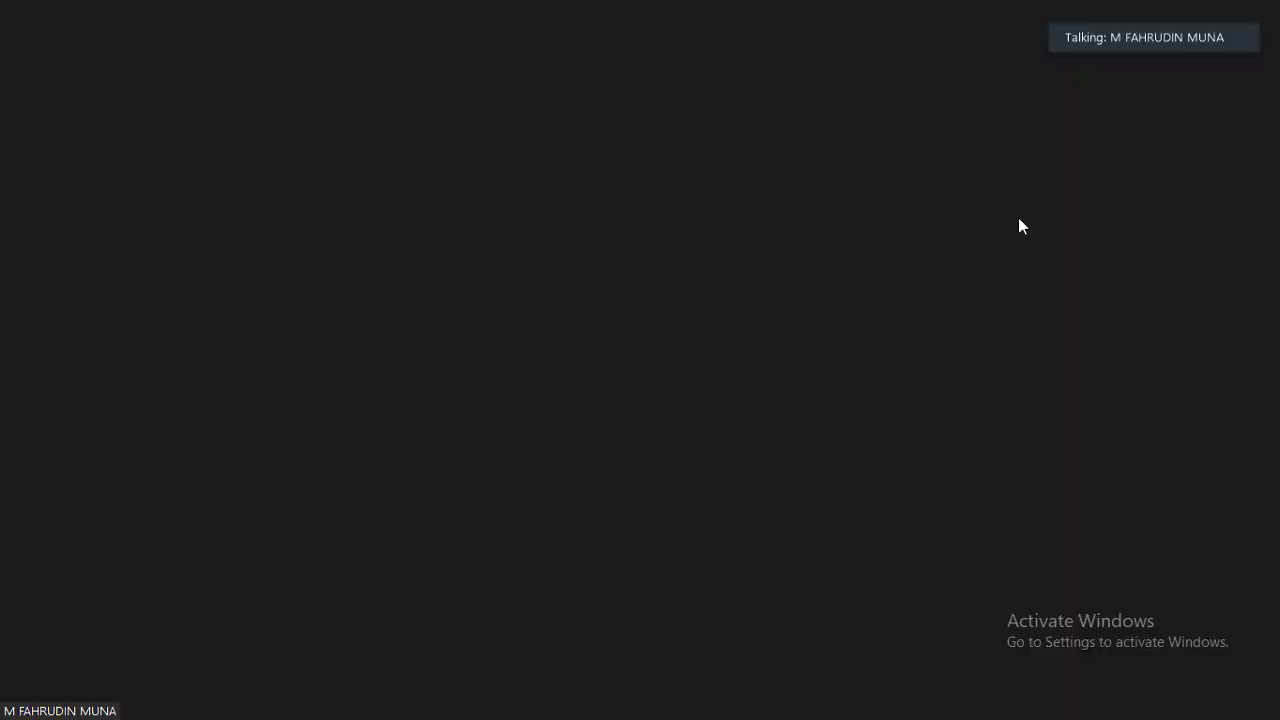 Talking: M FAHRUDIN MUNA
Activate Windows
Go to Settings to activate Windows.
M FAHRUDIN MUNA